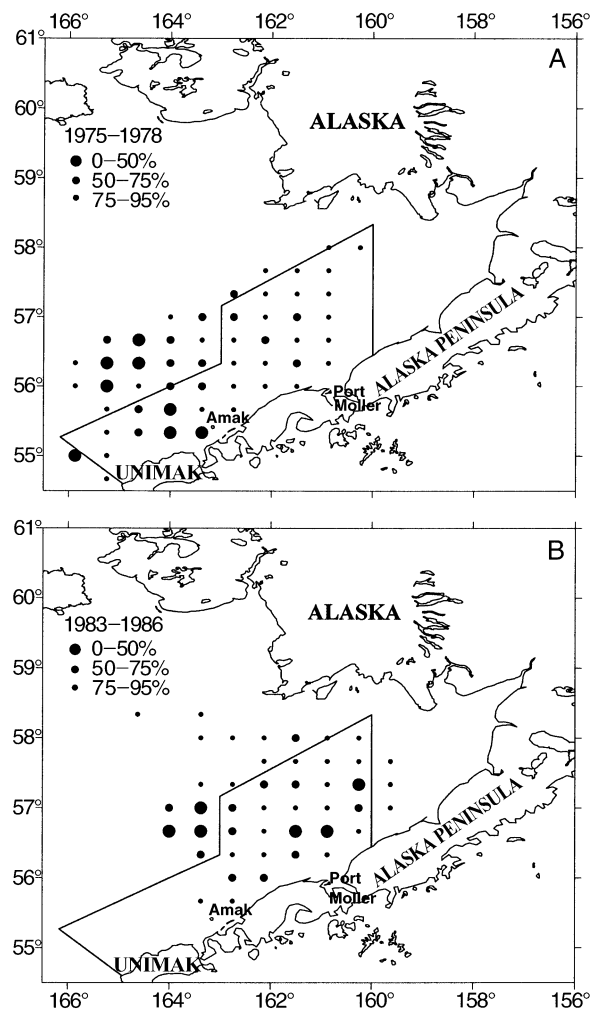 166° 164° 162° 160° 158° 156°
61°
A
60°
ALASKA
1975–1978
0–50%
50–75%
59°
75–95%
58°
57°
ALASKA PENINSULA
56°
Port
Moller
Amak
55°
UNIMAK
61°
B
60°
ALASKA
1983–1986
0–50%
50–75%
59°
75–95%
58°
57°
ALASKA PENINSULA
56°
Port
Moller
Amak
55°
UNIMAK
166° 164° 162° 160° 158° 156°